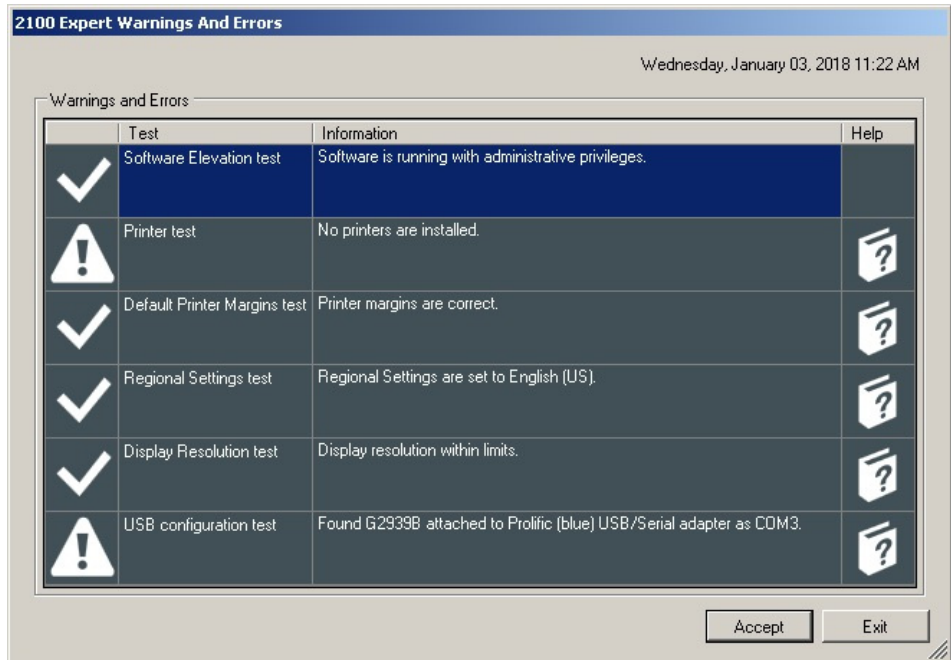 2100 Expert Warnings And Errors
Wednesday, January 03, 2018 11:22 AM
Warnings and Errors
Test Information Help
Software Elevation test Software is running with administrative privileges.
Printer test No printers are installed.
Default Printer Margins test Printer margins are correct.
Regional Settings test Regional Settings are set to English (US).
Display Resolution test Display resolution within limits.
USB configuration test Found G2939B attached to Prolific (blue) USB/Serial adapter as COM3.
Accept Exit